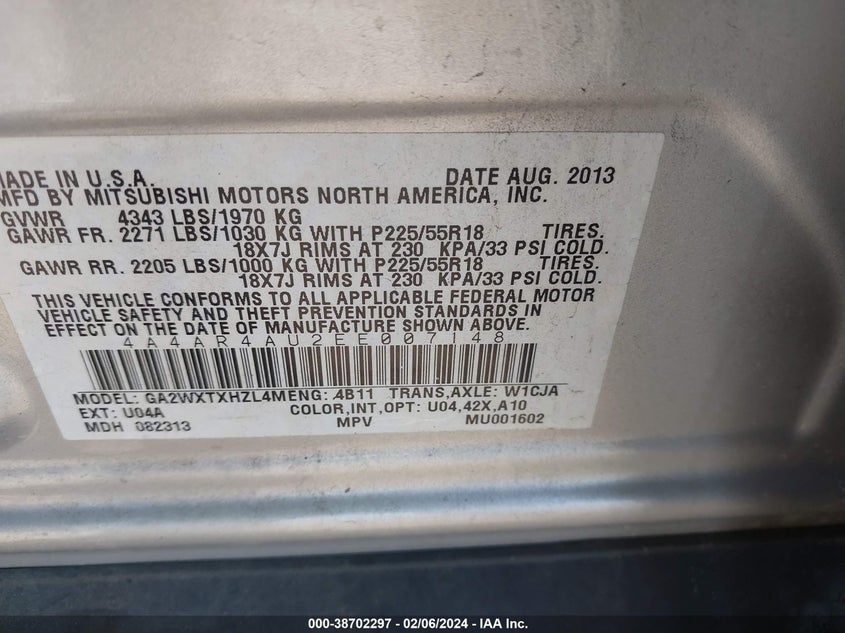 MADE IN U.S.A. DATE AUG. 2013
MFD BY MITSUBISHI MOTORS NORTH AMERICA, INC.
GVWR 4343 LBS/1970 KG
GAWR FR. 2271 LBS/1030 KG WITH P225/55R18 TIRES.
18X7J RIMS AT 230 KPA/33 PSI COLD.
GAWR RR. 2205 LBS/1000 KG WITH P225/55R18 TIRES.
18X7J RIMS AT 230 KPA/33 PSI COLD.
THIS VEHICLE CONFORMS TO ALL APPLICABLE FEDERAL MOTOR
VEHICLE SAFETY AND THEFT PREVENTION STANDARDS IN
EFFECT ON THE DATE OF MANUFACTURE SHOWN ABOVE.
4A4AR4AU2EE007148
MODEL: GA2WXTXHZL4M ENG: 4B11 TRANS,AXLE: W1CJA
EXT: U04A COLOR,INT,OPT: U04,42X,A10
MDH 082313 MPV MU001602
000-38702297 - 02/06/2024 - IAA Inc.